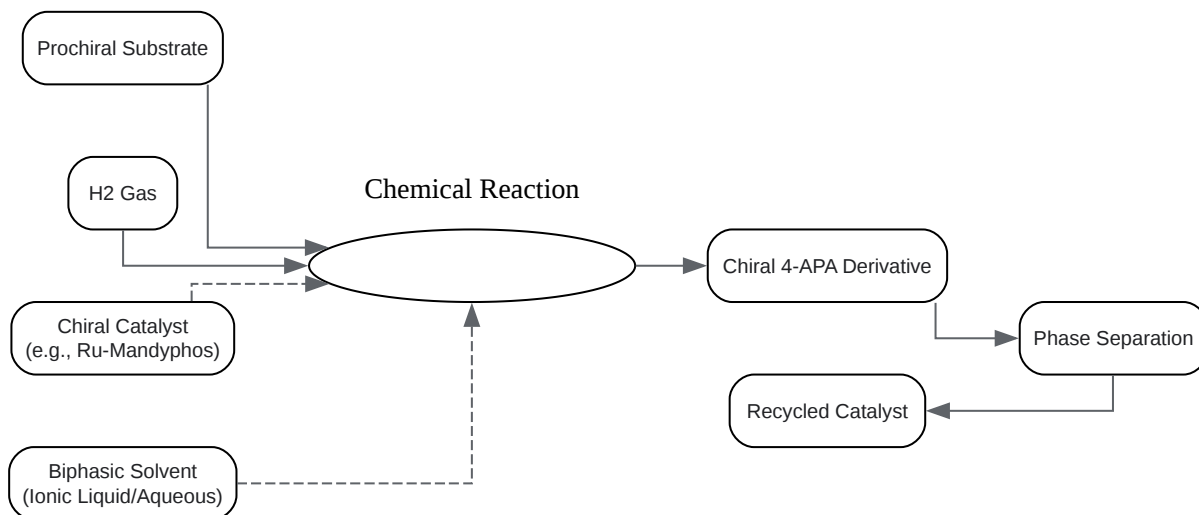 Prochiral Substrate
H2 Gas
Chemical Reaction
Chiral 4-APA Derivative
Chiral Catalyst
(e.g., Ru-Mandyphos)
Phase Separation
Recycled Catalyst
Biphasic Solvent
(Ionic Liquid/Aqueous)